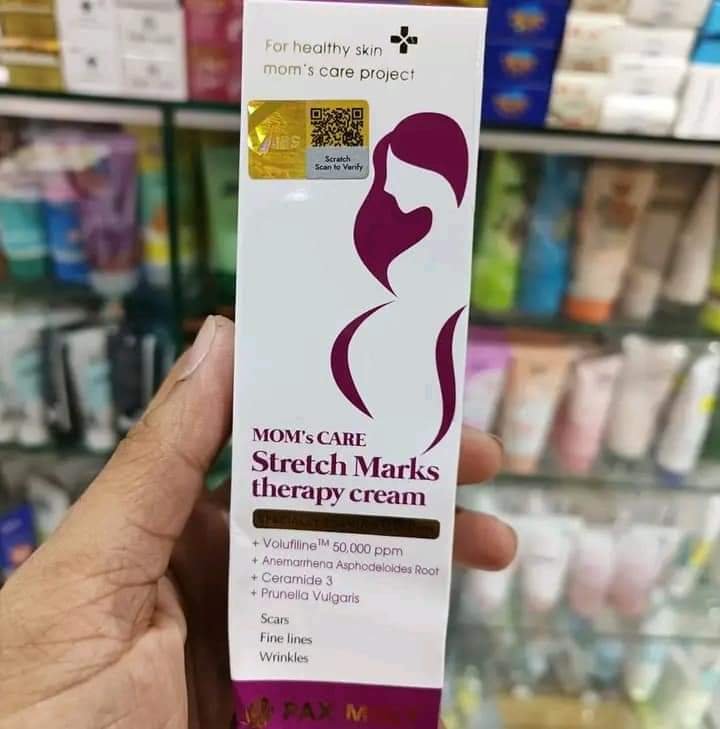 For healthy skin
mom's care project
Scratch
Scan to Verify
MOM's CARE
Stretch Marks
therapy cream
+ Volufiline™ 50,000 ppm
+ Anemarrhena Asphodeloides Root
+ Ceramide 3
+ Prunella Vulgaris
Scars
Fine lines
Wrinkles
PAX